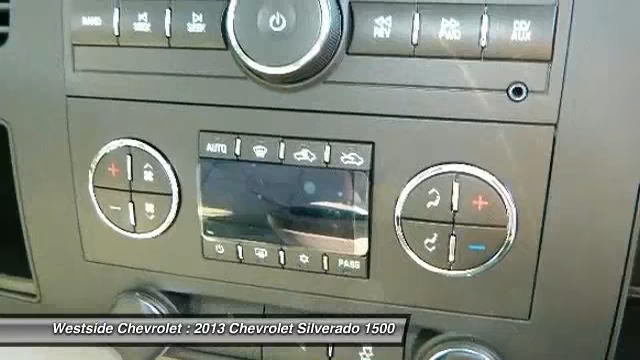 BAND SEEK SEEK REV FWD CD/ AUX
AUTO
PASS
Westside Chevrolet : 2013 Chevrolet Silverado 1500